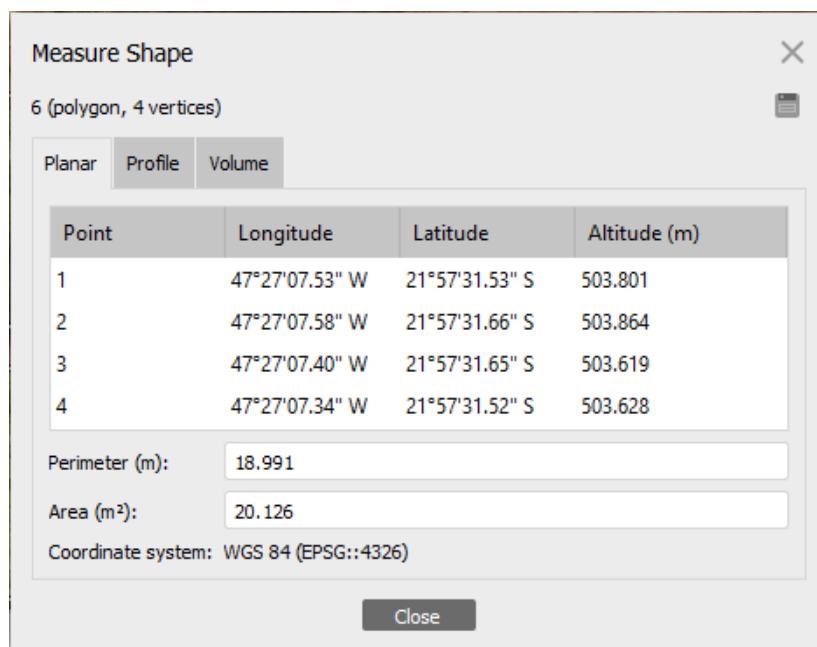 Measure Shape
6 (polygon, 4 vertices)
Planar Profile Volume
Point Longitude Latitude Altitude (m)
1 47°27'07.53" W 21°57'31.53" S 503.801
2 47°27'07.58" W 21°57'31.66" S 503.864
3 47°27'07.40" W 21°57'31.65" S 503.619
4 47°27'07.34" W 21°57'31.52" S 503.628
Perimeter (m): 18.991
Area (m²): 20.126
Coordinate system: WGS 84 (EPSG::4326)
Close